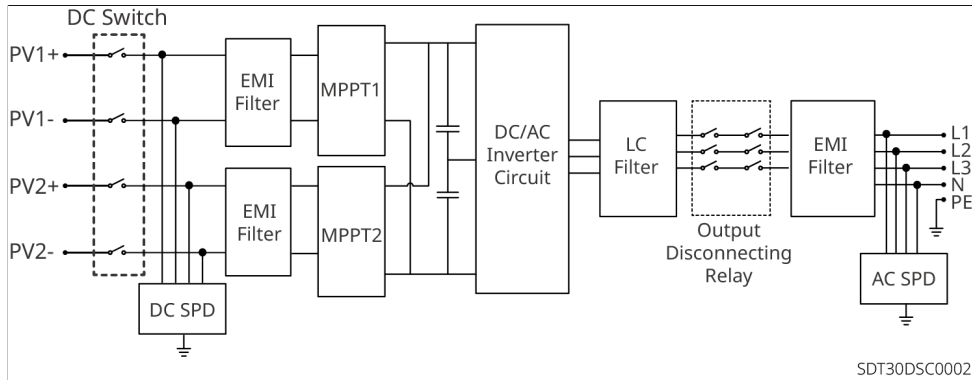 DC Switch
PV1+
PV1-
PV2+
PV2-
EMI
Filter
MPPT1
EMI
Filter
MPPT2
DC SPD
DC/AC
Inverter
Circuit
LC
Filter
Output
Disconnecting
Relay
EMI
Filter
L1
L2
L3
N
PE
AC SPD
SDT30DSC0002